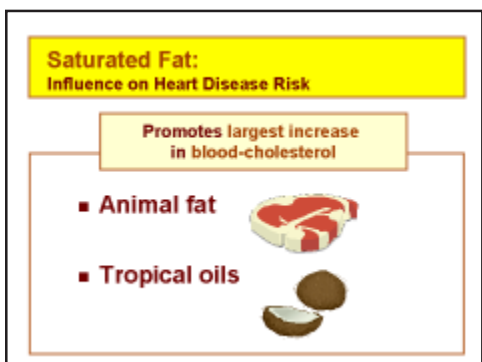 Saturated Fat:
Influence on Heart Disease Risk
Promotes largest increase
in blood-cholesterol
▪ Animal fat
▪ Tropical oils